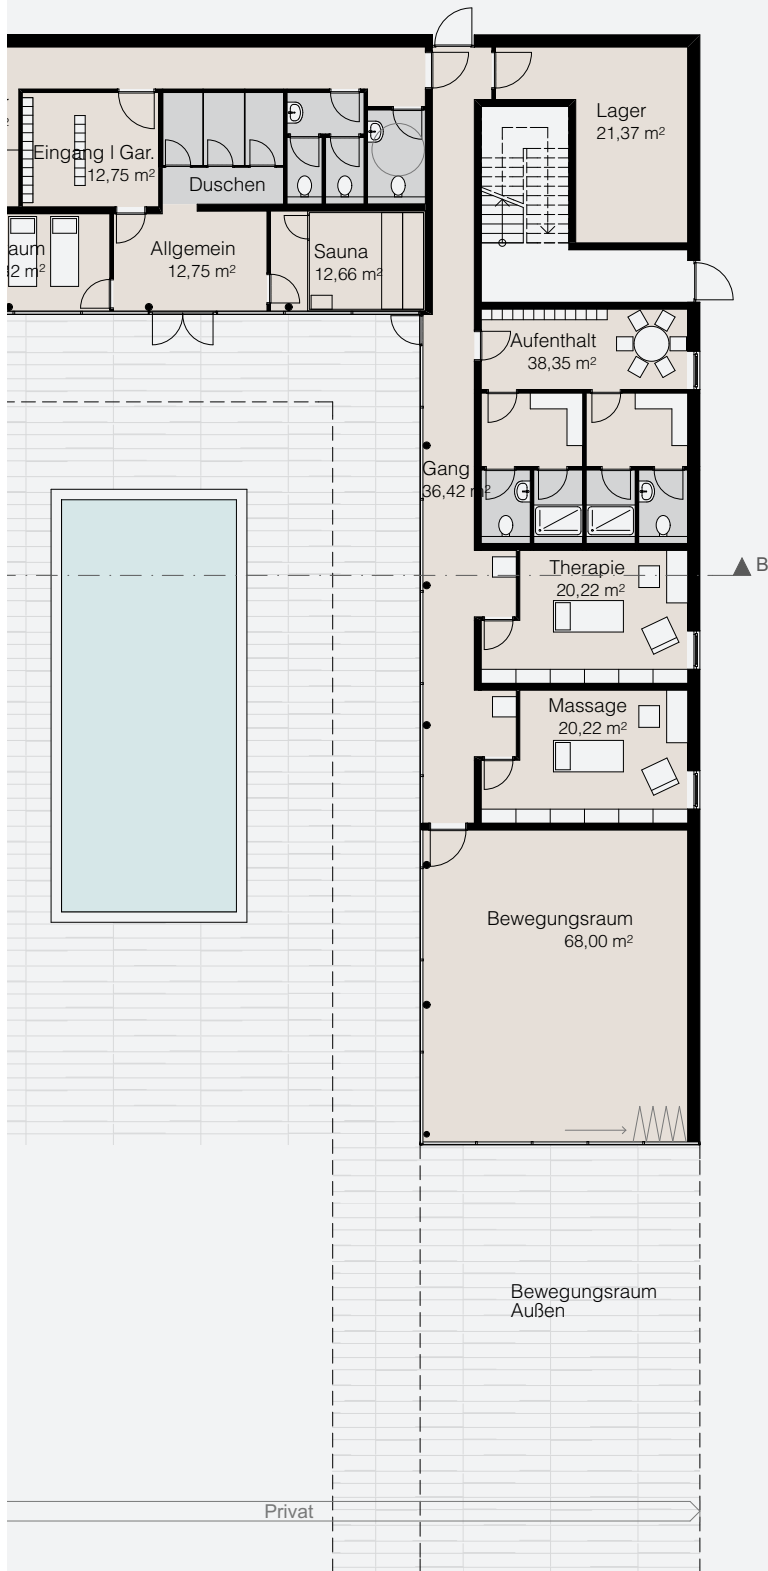 Lager
21,37 m²
Eingang I Gar.
12,75 m²
Duschen
Allgemein
12,75 m²
Sauna
12,66 m²
Aufenthalt
38,35 m²
Gang
36,42 m²
Therapie
20,22 m²
B
Massage
20,22 m²
Bewegungsraum
68,00 m²
Bewegungsraum
Außen
Privat